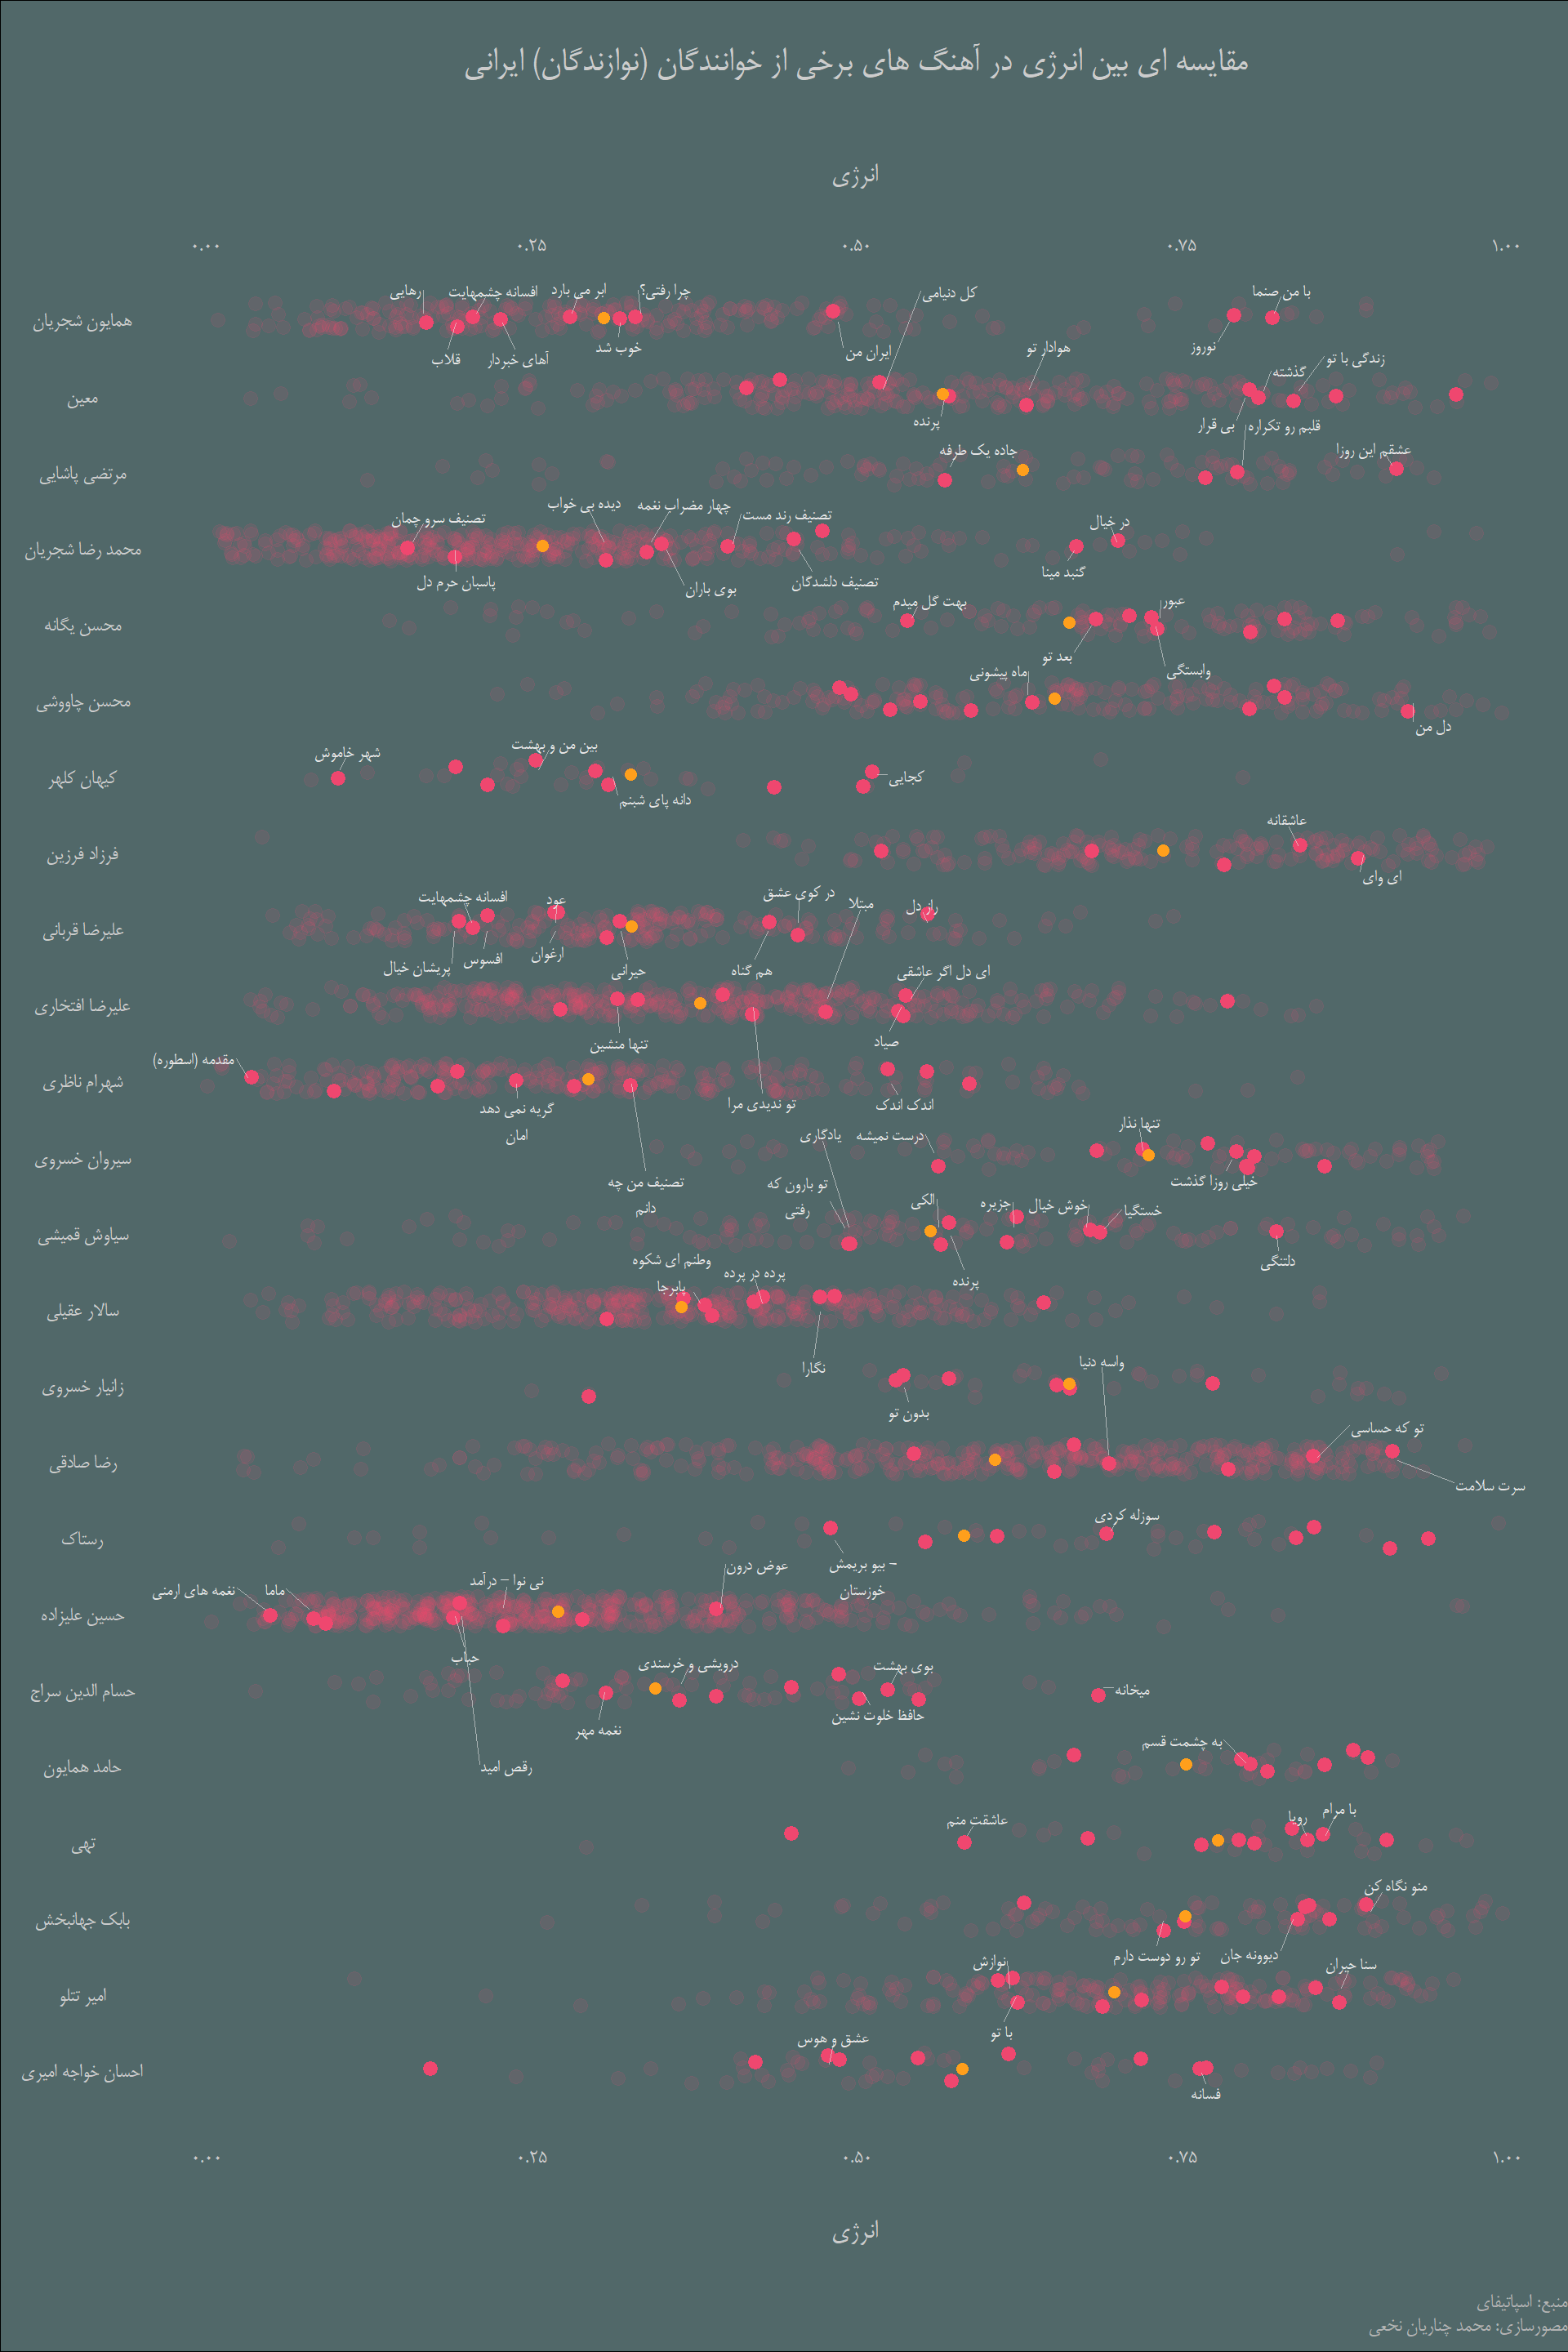 مقایسه ای بین انرژی در آهنگ های برخی از خوانندگان (نوازندگان) ایرانی
انرژی
۰.۰۰
۰.۲۵
۰.۵۰
۰.۷۵
۱.۰۰
همایون شجریان
رهایی
افسانه چشمهایت
ابر می بارد
چرا رفتی؟
کل دنیامی
با من صنما
قلاب
آهای خبردار
خوب شد
ایران من
نوروز
معین
هوادار تو
گذشته
زندگی با تو
پرنده
بی قرار
مرتضی پاشایی
جاده یک طرفه
قلبم رو تکراره
عشقم این روزا
محمد رضا شجریان
تصنیف سرو چمان
دیده بی خواب
چهار مضراب نغمه
تصنیف رند مست
در خیال
پاسبان حرم دل
بوی باران
تصنیف دلشدگان
گنبد مینا
محسن یگانه
بهت گل میدم
عبور
بعد تو
وابستگی
محسن چاووشی
ماه پیشونی
دل من
کیهان کلهر
شهر خاموش
بین من و بهشت
دانه پای شبنم
کجایی
فرزاد فرزین
عاشقانه
ای وای
علیرضا قربانی
افسانه چشمهایت
عود
در کوی عشق
مبتلا
راز دل
پریشان خیال
افسوس
ارغوان
حیرانی
هم گناه
علیرضا افتخاری
ای دل اگر عاشقی
تنها منشین
صیاد
تو ندیدی مرا
شهرام ناظری
مقدمه (اسطوره)
گریه نمی دهد
امان
تصنیف من چه
دانم
اندک اندک
سیروان خسروی
درست نمیشه
تنها نذار
خیلی روزا گذشت
سیاوش قمیشی
یادگاری
تو بارون که
رفتی
الکی
جزیره
خوش خیال
خستگیا
پرنده
دلتنگی
سالار عقیلی
وطنم ای شکوه
پابرجا
پرده در پرده
نگارا
زانیار خسروی
بدون تو
رضا صادقی
واسه دنیا
تو که حساسی
سرت سلامت
رستاک
سوزله کردی
بیو بریمش –
خوزستان
حسین علیزاده
نغمه های ارمنی
ماما
نی نوا – درآمد
عوض درون
حباب
رقص امید
حسام الدین سراج
درویشی و خرسندی
بوی بهشت
میخانه
نغمه مهر
حافظ خلوت نشین
حامد همایون
به چشمت قسم
تهی
عاشقت منم
رویا
با مرام
بابک جهانبخش
منو نگاه کن
تو رو دوست دارم
دیوونه جان
امیر تتلو
نوازش
سنا حیران
با تو
احسان خواجه امیری
عشق و هوس
فسانه
۰.۰۰
۰.۲۵
۰.۵۰
۰.۷۵
۱.۰۰
انرژی
منبع: اسپاتیفای
مصورسازی: محمد چناریان نخعی